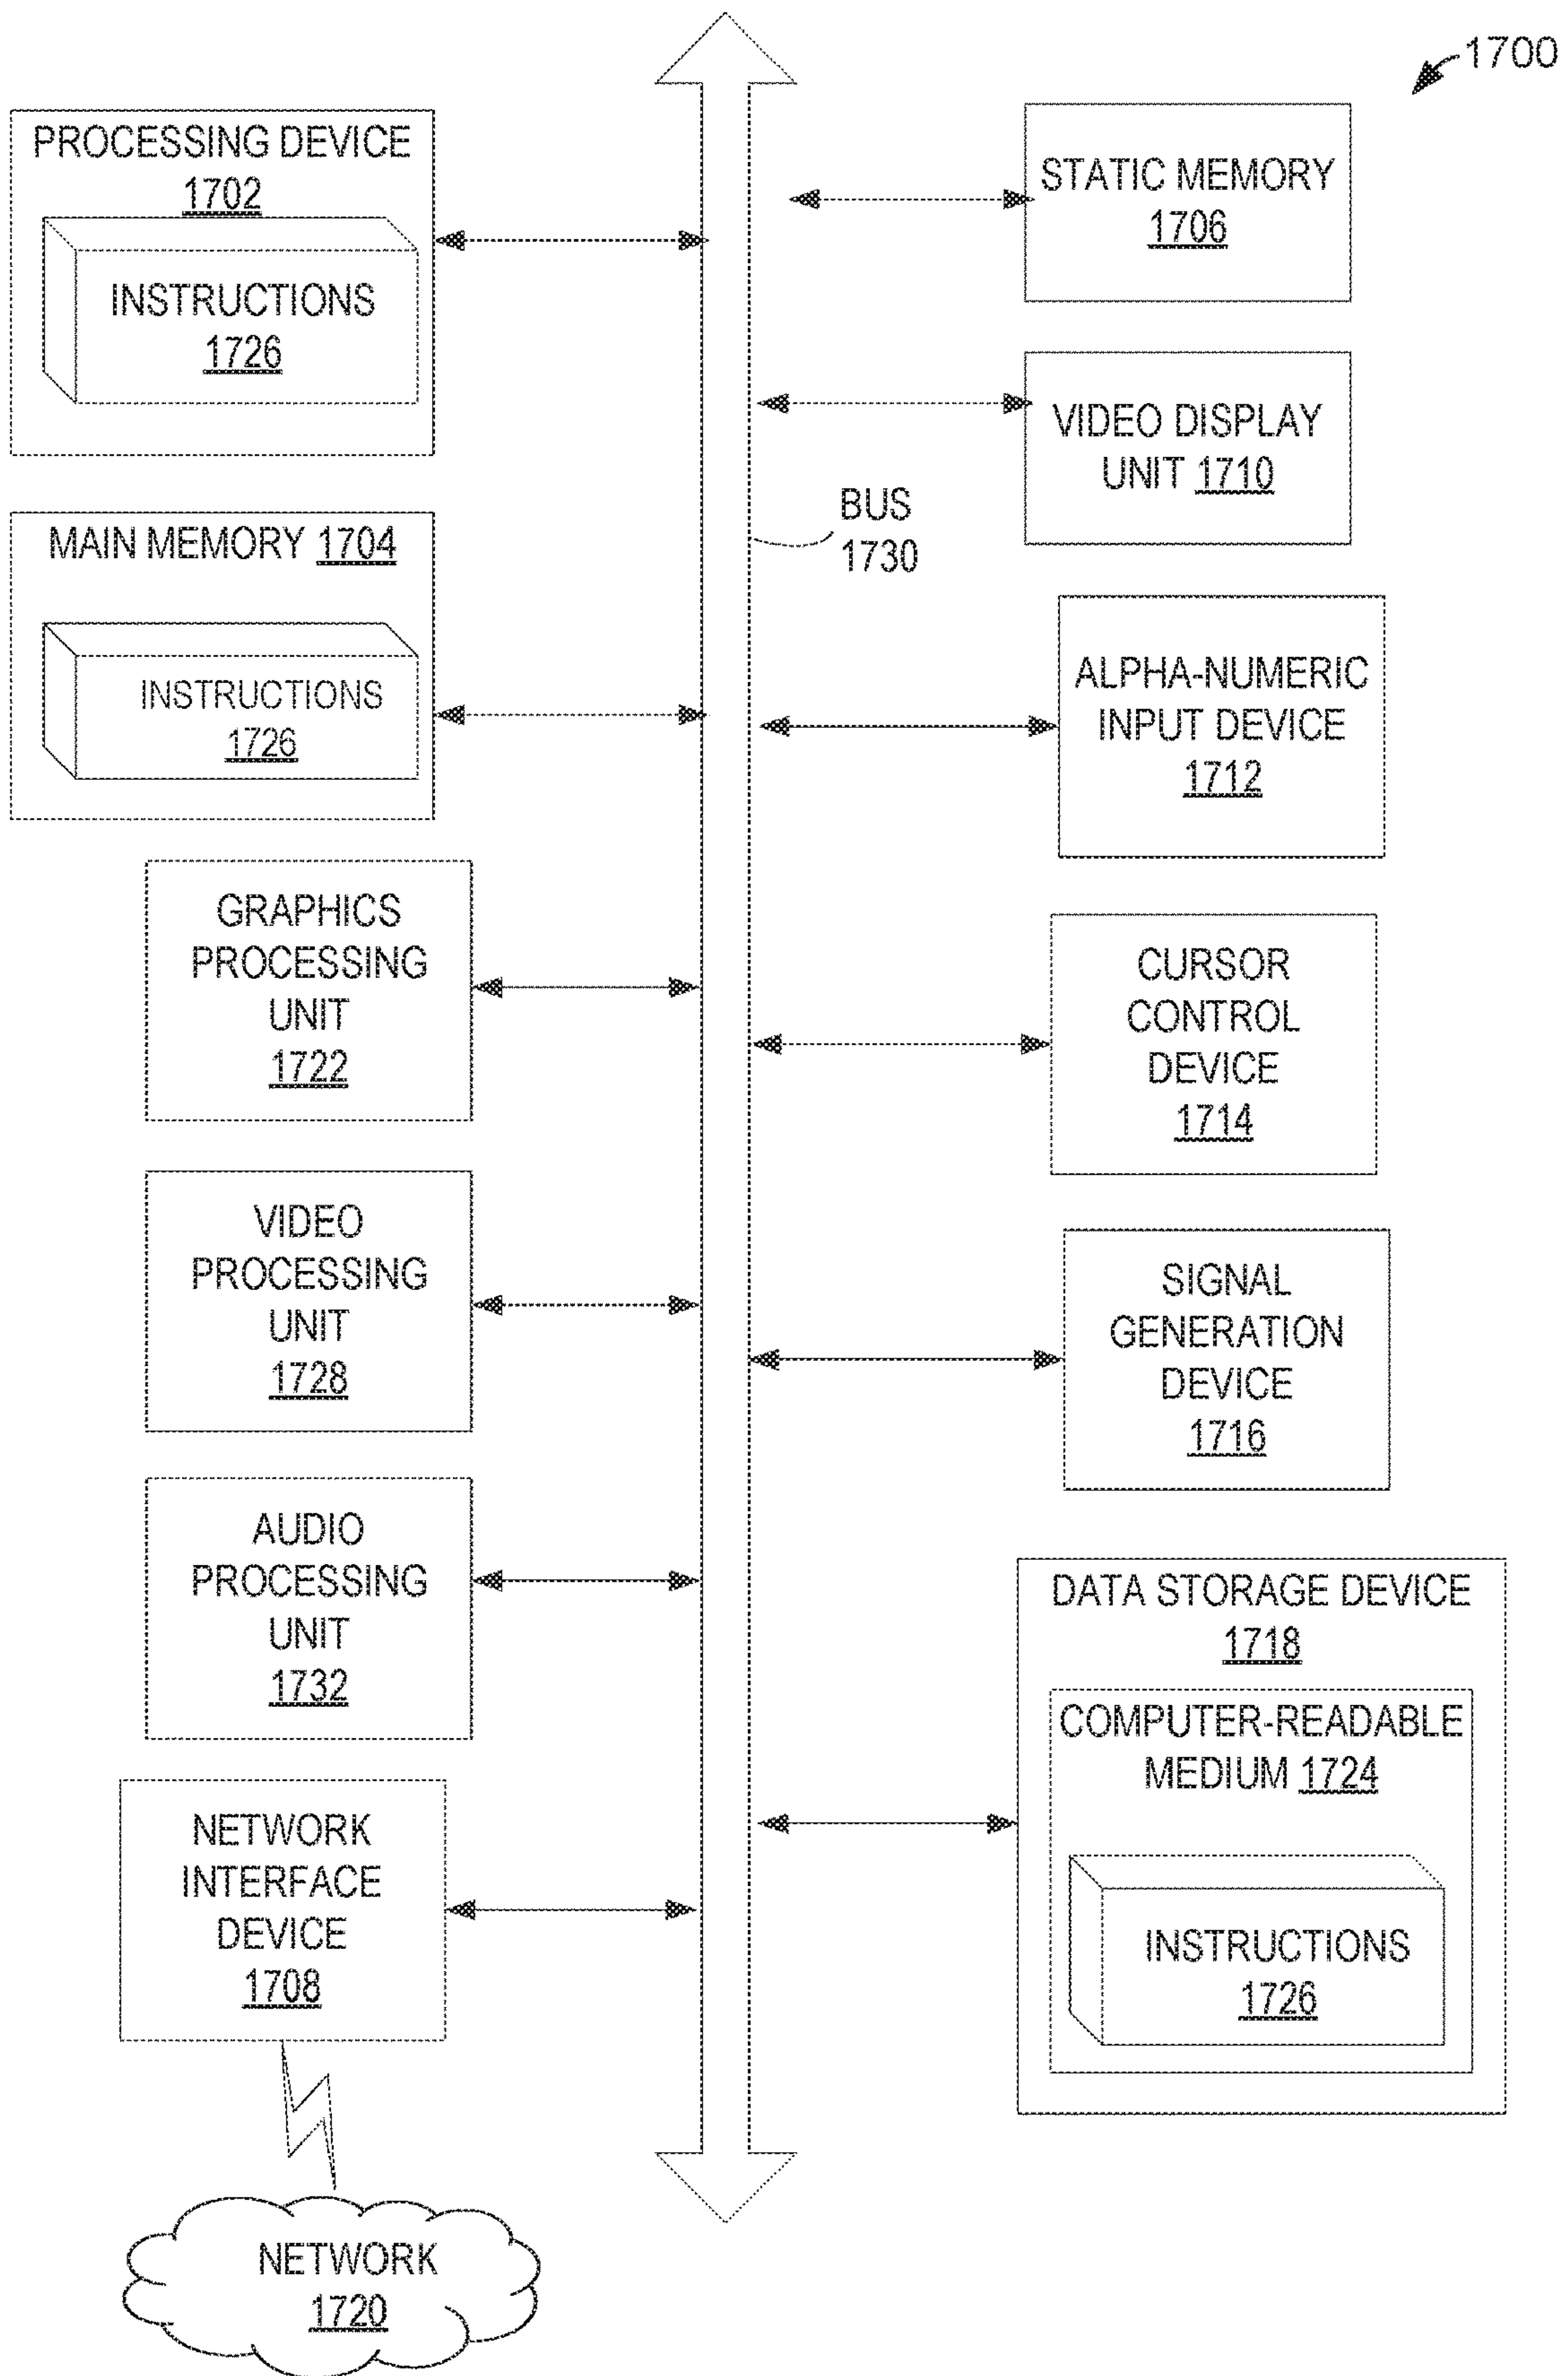 1700
PROCESSING DEVICE
1702
INSTRUCTIONS
1726
MAIN MEMORY 1704
INSTRUCTIONS
1726
GRAPHICS
PROCESSING
UNIT
1722
VIDEO
PROCESSING
UNIT
1728
AUDIO
PROCESSING
UNIT
1732
NETWORK
INTERFACE
DEVICE
1708
NETWORK
1720
BUS
1730
STATIC MEMORY
1706
VIDEO DISPLAY
UNIT 1710
ALPHA-NUMERIC
INPUT DEVICE
1712
CURSOR
CONTROL
DEVICE
1714
SIGNAL
GENERATION
DEVICE
1716
DATA STORAGE DEVICE
1718
COMPUTER-READABLE
MEDIUM 1724
INSTRUCTIONS
1726